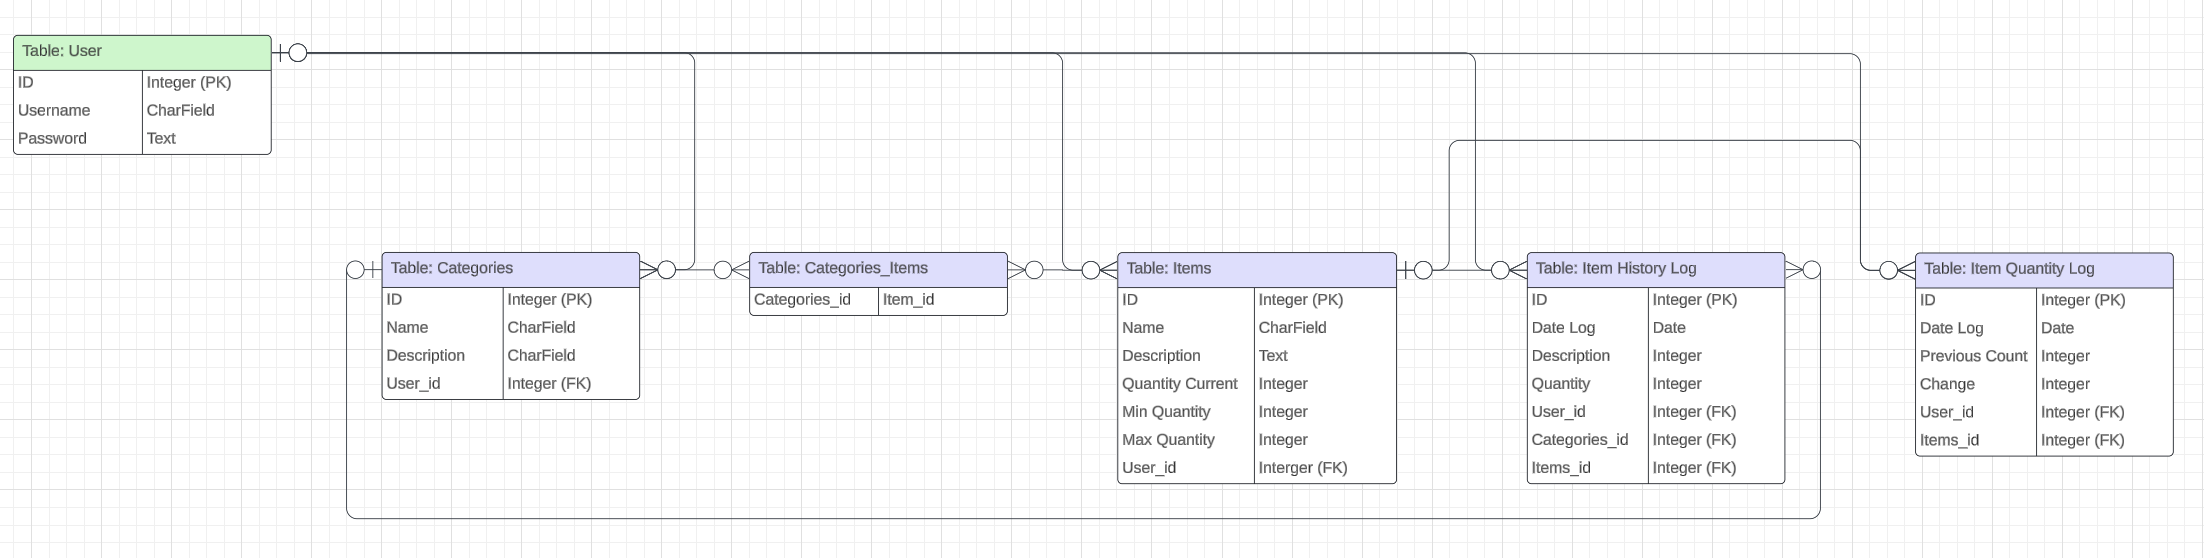 Table: User
ID Integer (PK)
Username CharField
Password Text
Table: Categories
ID Integer (PK)
Name CharField
Description CharField
User_id Integer (FK)
Table: Categories_Items
Categories_id Item_id
Table: Items
ID Integer (PK)
Name CharField
Description Text
Quantity Current Integer
Min Quantity Integer
Max Quantity Integer
User_id Interger (FK)
Table: Item History Log
ID Integer (PK)
Date Log Date
Description Integer
Quantity Integer
User_id Integer (FK)
Categories_id Integer (FK)
Items_id Integer (FK)
Table: Item Quantity Log
ID Integer (PK)
Date Log Date
Previous Count Integer
Change Integer
User_id Integer (FK)
Items_id Integer (FK)